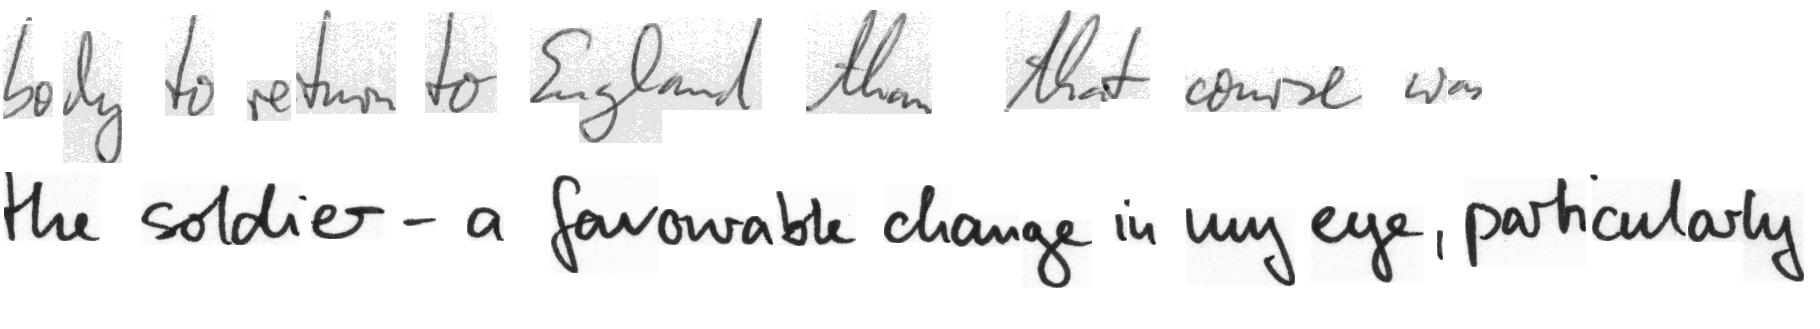 body to return to England than that course was
the soldier - a favourable change in my eye, particularly